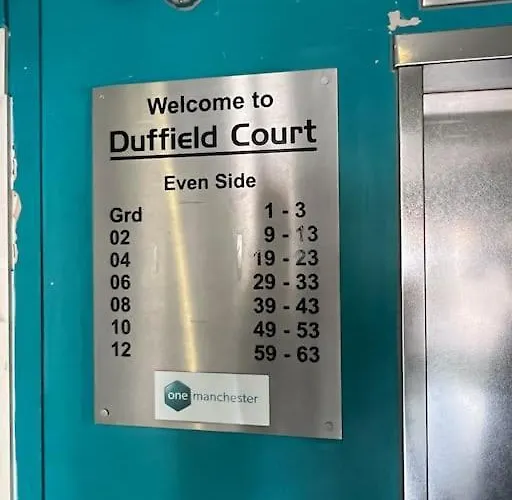 Welcome to
Duffield Court
Even Side
Grd 1 - 3
02 9 - 13
04 19 - 23
06 29 - 33
08 39 - 43
10 49 - 53
12 59 - 63
one manchester